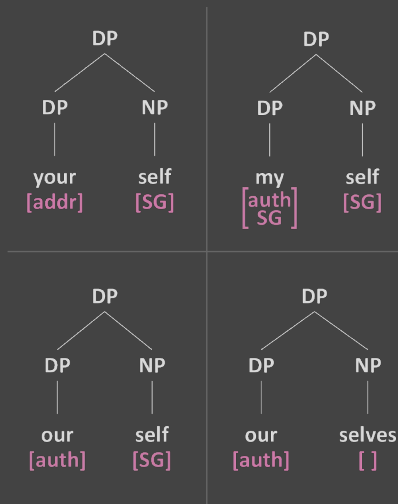 DP
DP NP
your self
[addr] [SG]
DP
DP NP
my self
[auth SG] [SG]
DP
DP NP
our self
[auth] [SG]
DP
DP NP
our selves
[auth] [ ]